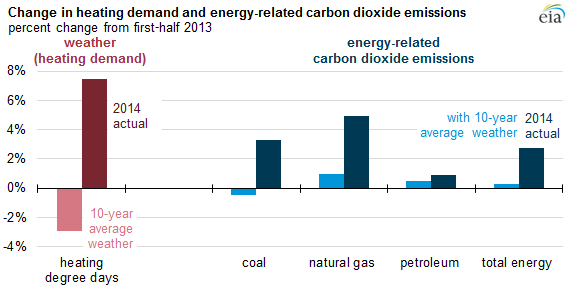 Change in heating demand and energy-related carbon dioxide emissions
percent change from first-half 2013
eia
weather
(heating demand)
energy-related
carbon dioxide emissions
8%
6%
4%
2%
0%
-2%
-4%
2014
actual
10-year
average
weather
with 10-year
average weather
2014
actual
heating
degree days
coal
natural gas
petroleum
total energy